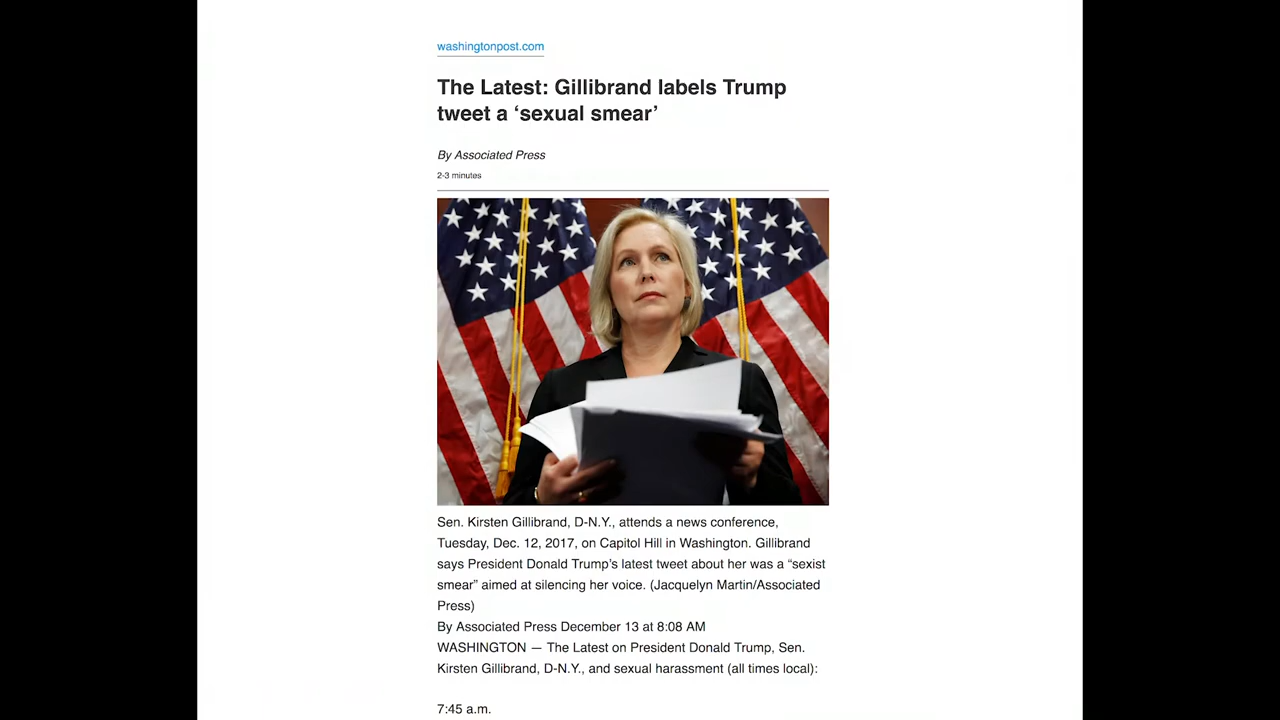 washingtonpost.com
The Latest: Gillibrand labels Trump
tweet a ‘sexual smear’
By Associated Press
2-3 minutes
Sen. Kirsten Gillibrand, D-N.Y., attends a news conference,
Tuesday, Dec. 12, 2017, on Capitol Hill in Washington. Gillibrand
says President Donald Trump’s latest tweet about her was a “sexist
smear” aimed at silencing her voice. (Jacquelyn Martin/Associated
Press)
By Associated Press December 13 at 8:08 AM
WASHINGTON — The Latest on President Donald Trump, Sen.
Kirsten Gillibrand, D-N.Y., and sexual harassment (all times local):
7:45 a.m.